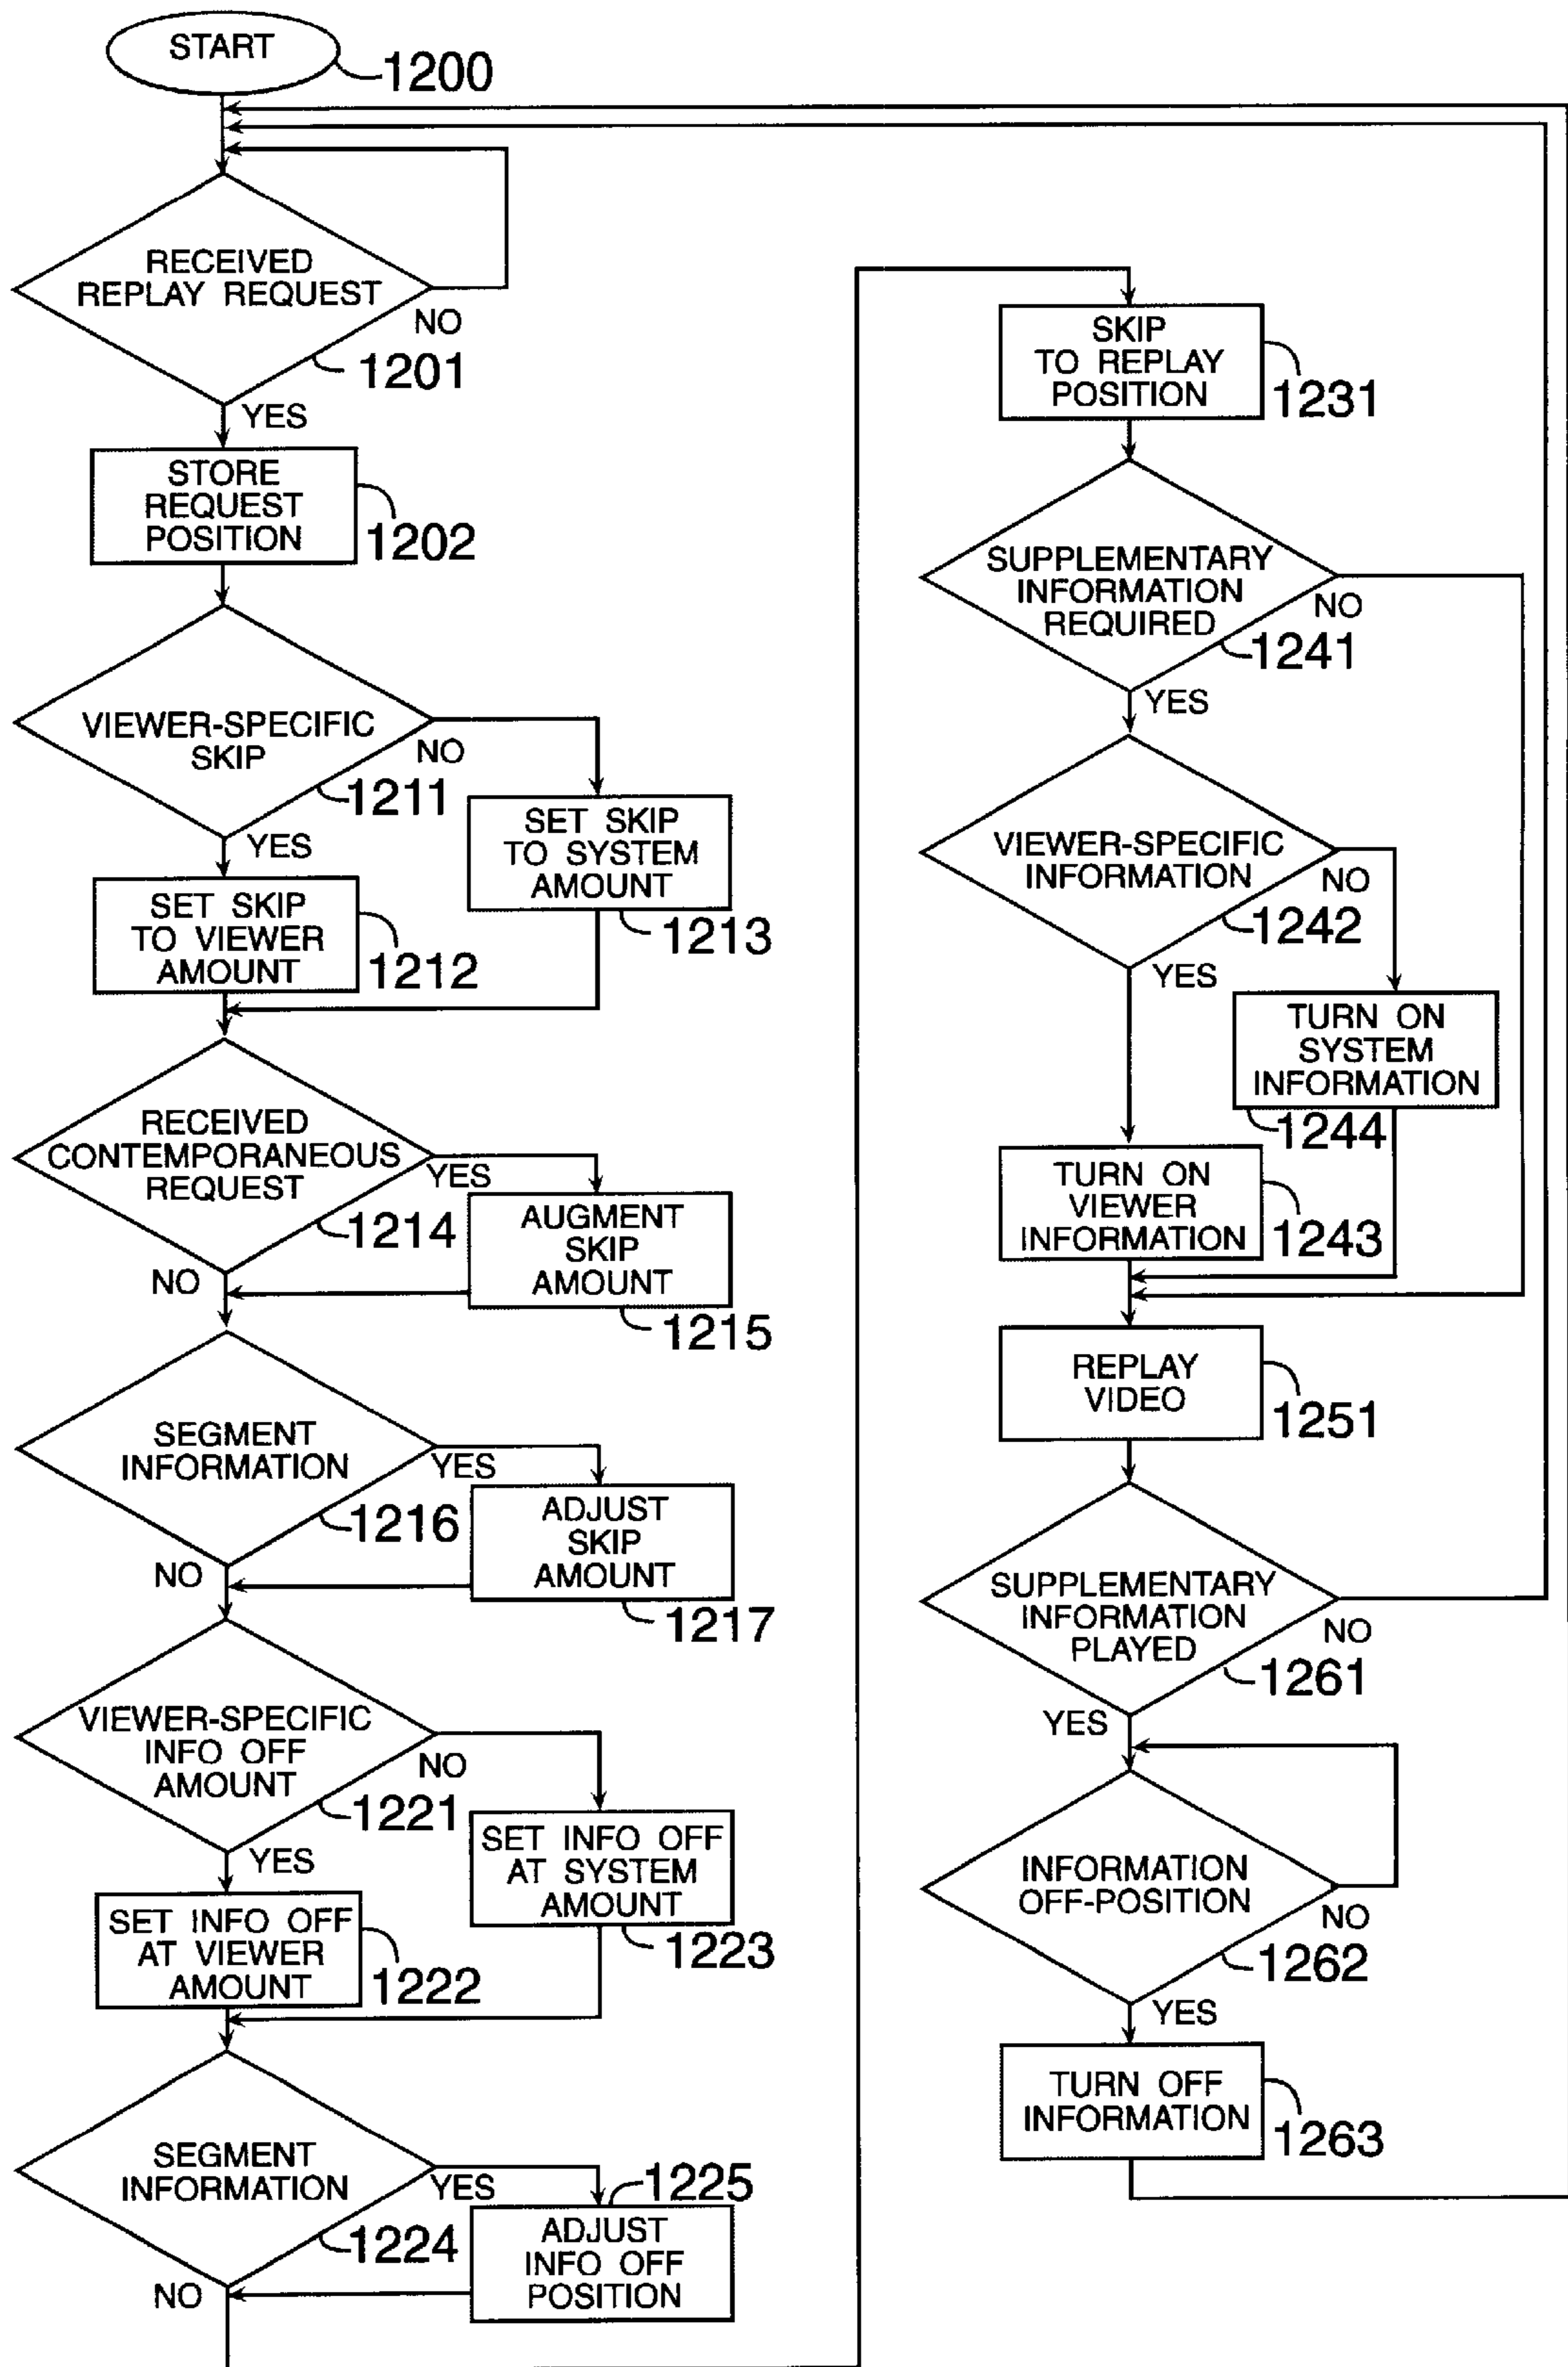 START
1200
RECEIVED
REPLAY REQUEST
NO
1201
YES
STORE
REQUEST
POSITION
1202
VIEWER-SPECIFIC
SKIP
NO
1211
YES
SET SKIP
TO SYSTEM
AMOUNT
1213
SET SKIP
TO VIEWER
AMOUNT
1212
RECEIVED
CONTEMPORANEOUS
REQUEST
YES
1214
NO
AUGMENT
SKIP
AMOUNT
1215
SEGMENT
INFORMATION
YES
1216
NO
ADJUST
SKIP
AMOUNT
1217
VIEWER-SPECIFIC
INFO OFF
AMOUNT
NO
1221
YES
SET INFO OFF
AT SYSTEM
AMOUNT
1223
SET INFO OFF
AT VIEWER
AMOUNT
1222
SEGMENT
INFORMATION
YES
1224
NO
1225
ADJUST
INFO OFF
POSITION
SKIP
TO REPLAY
POSITION
1231
SUPPLEMENTARY
INFORMATION
REQUIRED
NO
1241
YES
VIEWER-SPECIFIC
INFORMATION
NO
1242
YES
TURN ON
SYSTEM
INFORMATION
1244
TURN ON
VIEWER
INFORMATION
1243
REPLAY
VIDEO
1251
SUPPLEMENTARY
INFORMATION
PLAYED
NO
1261
YES
INFORMATION
OFF-POSITION
NO
1262
YES
TURN OFF
INFORMATION
1263